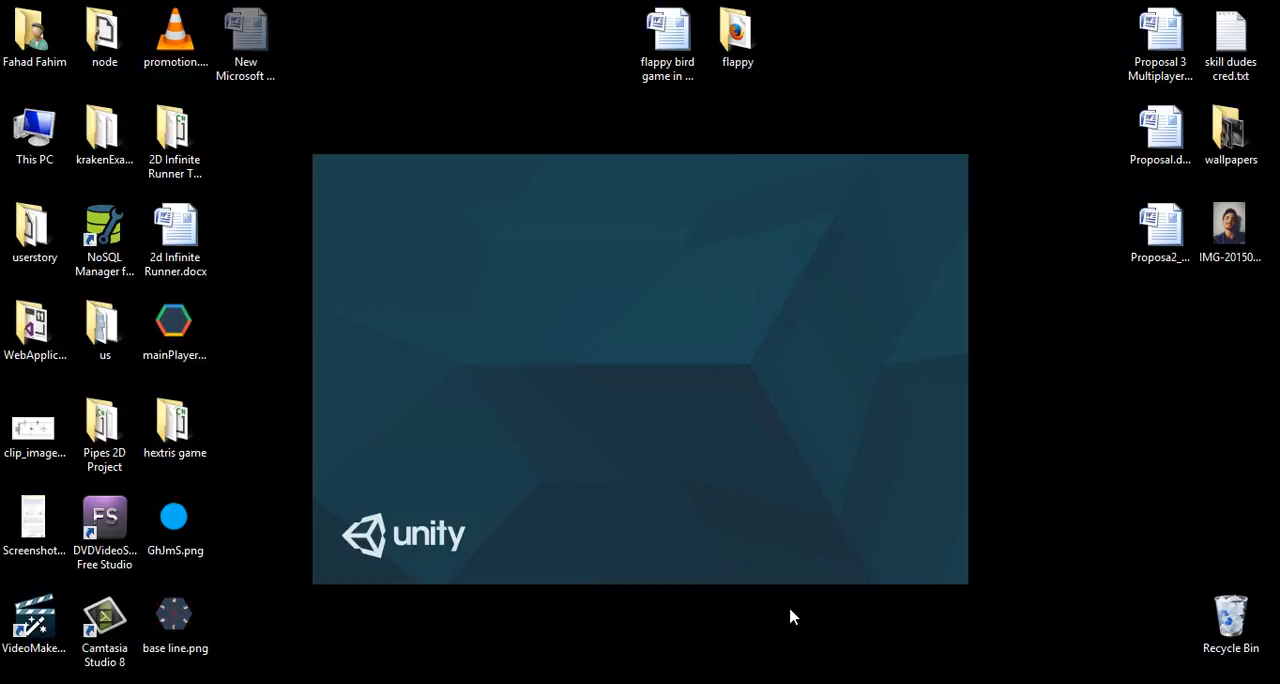 Fahad Fahim
node
promotion....
New
Microsoft ...
flappy bird
game in ...
flappy
Proposal 3
Multiplayer...
skill dudes
cred.txt
This PC
krakenExa...
2D Infinite
Runner T...
Proposal.d...
wallpapers
userstory
NoSQL
Manager f...
2d Infinite
Runner.docx
Proposa2_...
IMG-20150...
WebApplic...
us
mainPlayer...
clip_image...
Pipes 2D
Project
hextris game
Screenshot...
FS
DVDVideoS...
Free Studio
GhJmS.png
unity
VideoMake...
Camtasia
Studio 8
base line.png
Recycle Bin